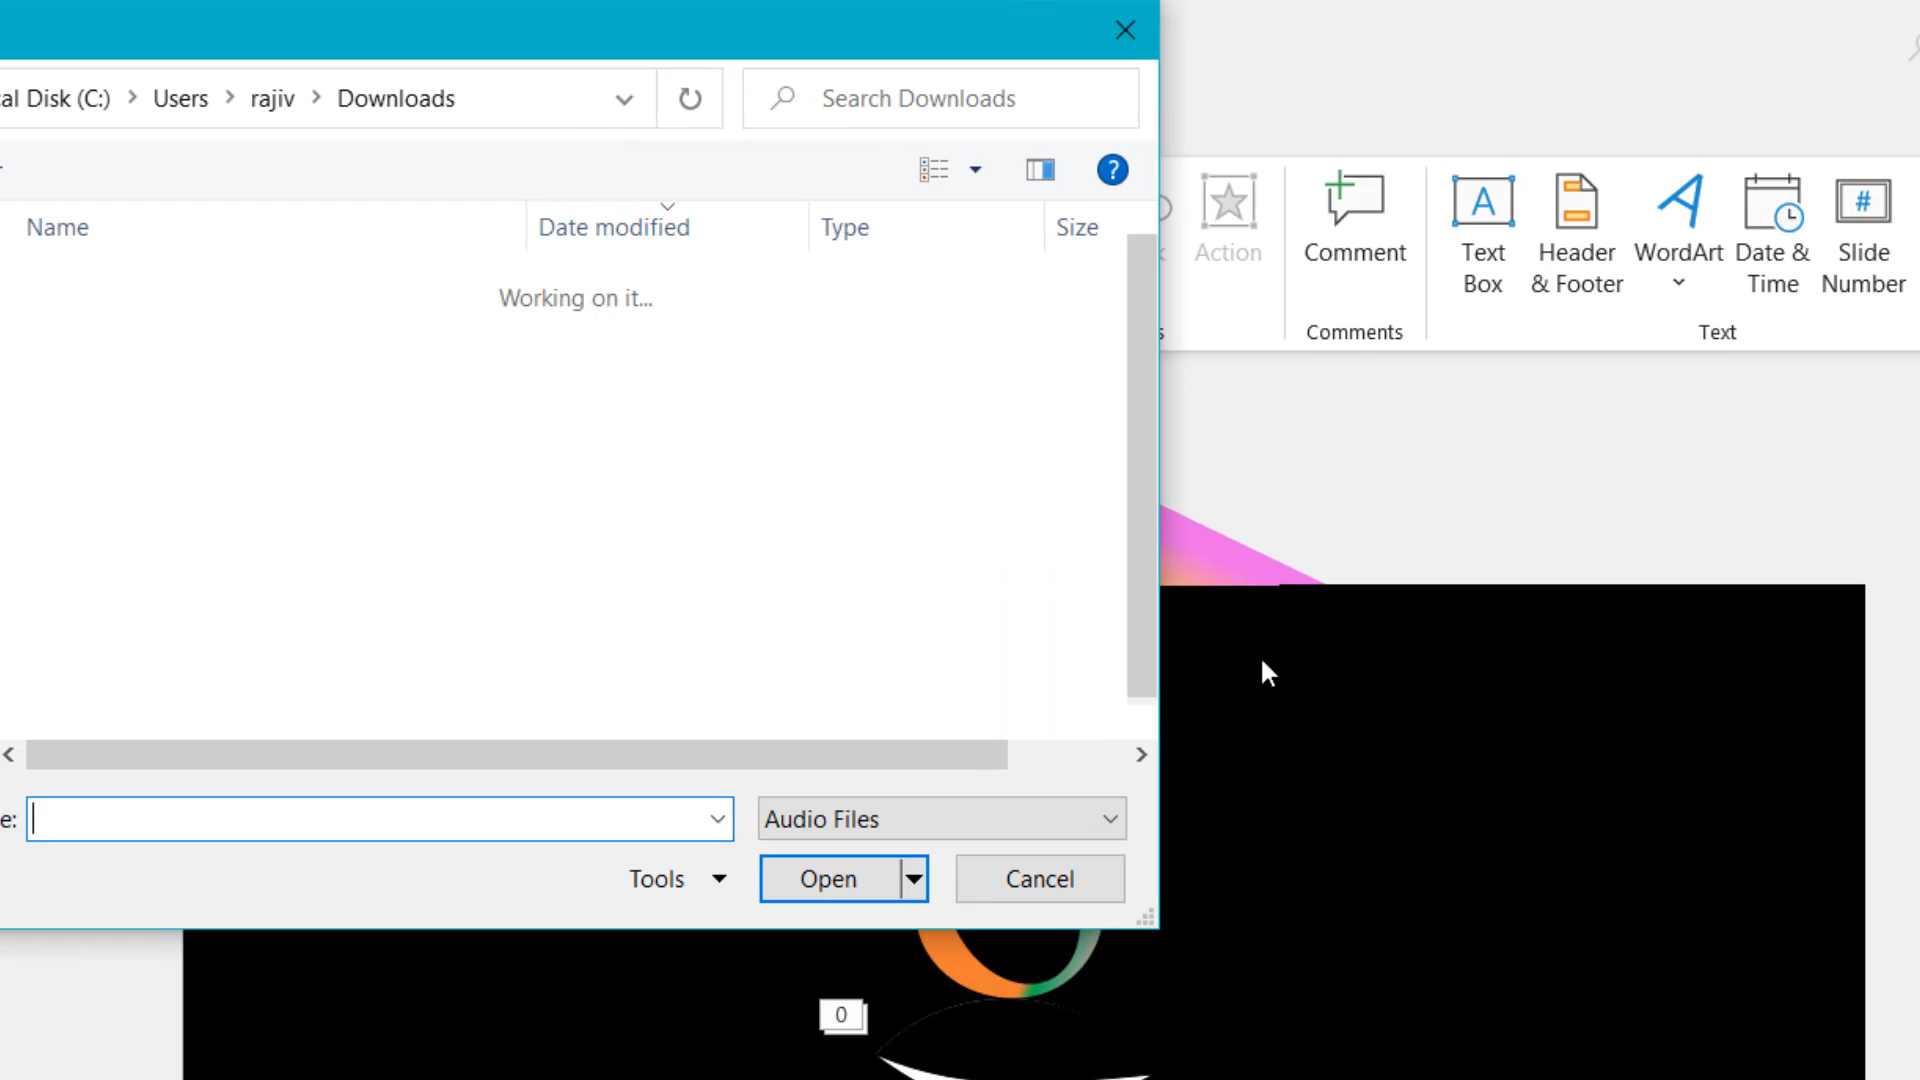 al Disk (C:) Users rajiv Downloads
Search Downloads
?
Name Date modified Type Size
Working on it...
e:
Audio Files
Tools Open Cancel
Action
Comment
Comments
A
Text
Box
Header
& Footer
WordArt
Date &
Time
#
Slide
Number
Text
0